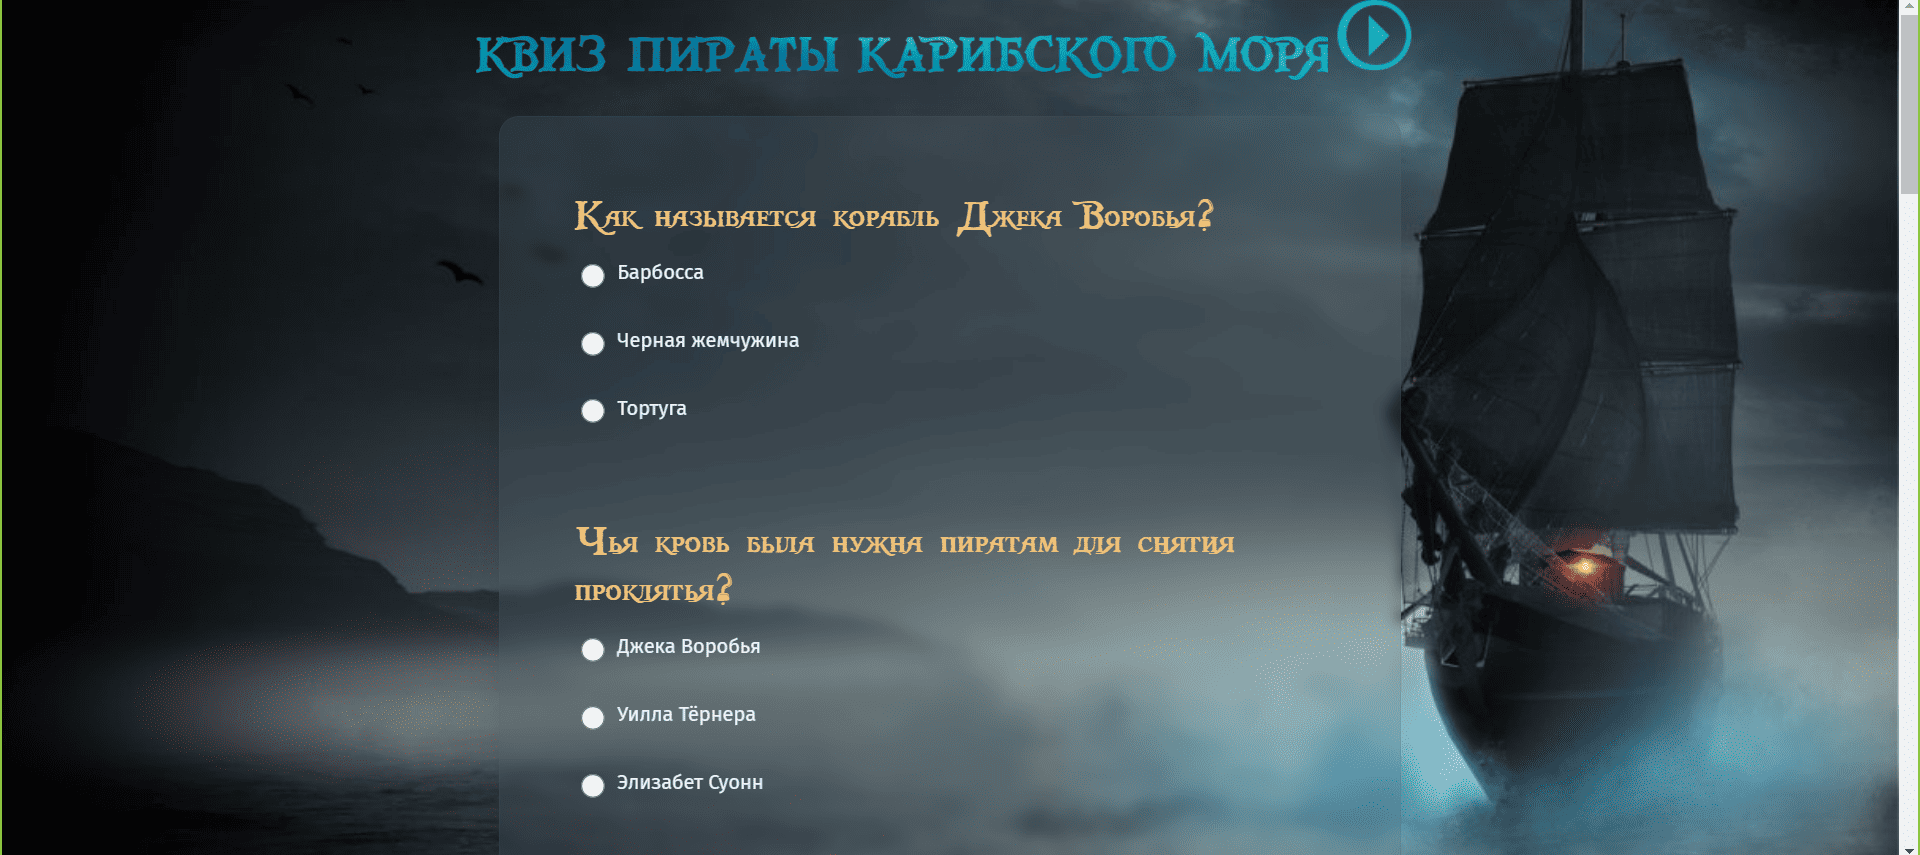 КВИЗ ПИРАТЫ КАРИБСКОГО МОРЯ
Как называется корабль Джека Воробья?
Барбосса
Черная жемчужина
Тортуга
Чья кровь была нужна пиратам для снятия
проклятья?
Джека Воробья
Уилла Тёрнера
Элизабет Суонн